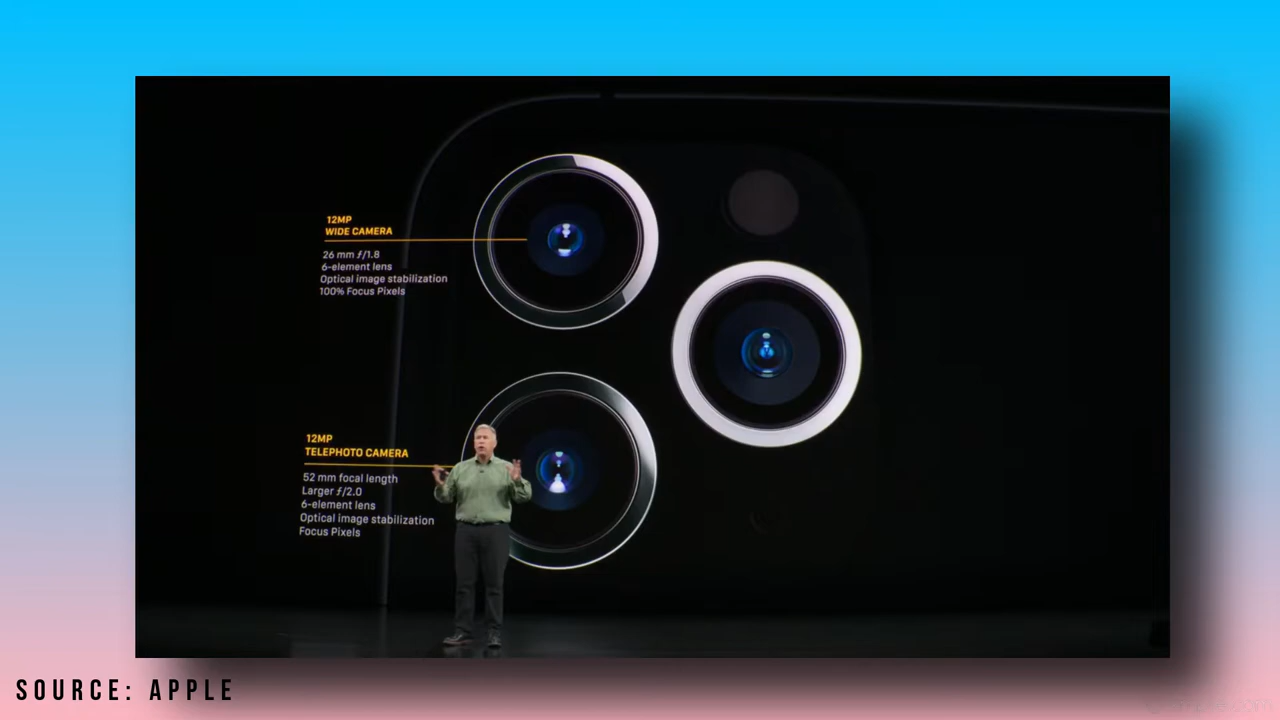 12MP
WIDE CAMERA
26 mm ƒ/1.8
6-element lens
Optical image stabilization
100% Focus Pixels
12MP
TELEPHOTO CAMERA
52 mm focal length
Larger ƒ/2.0
6-element lens
Optical image stabilization
Focus Pixels
SOURCE: APPLE